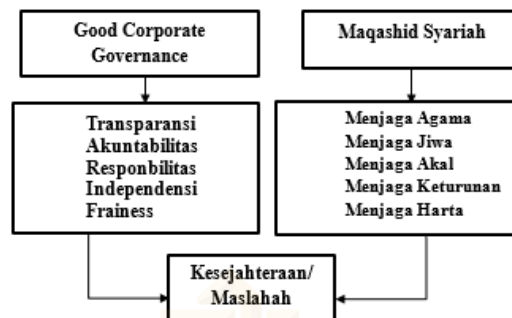 Good Corporate
Governance
Maqashid Syariah
Transparansi
Akuntabilitas
Responbilitas
Independensi
Frainess
Menjaga Agama
Menjaga Jiwa
Menjaga Akal
Menjaga Keturunan
Menjaga Harta
Kesejahteraan/
Maslahah